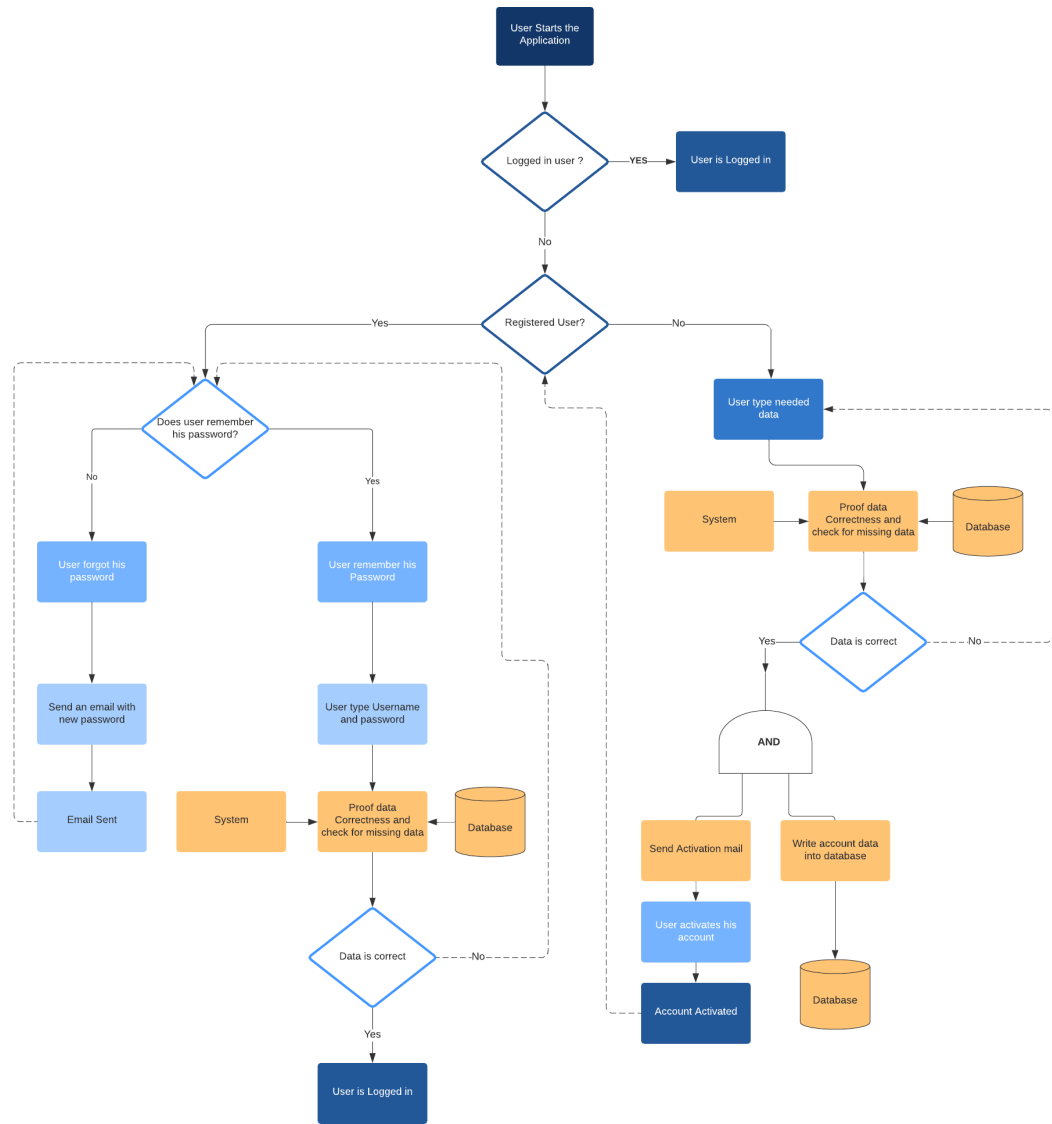 User Starts the
Application
Logged in user ?
YES
User is Logged in
No
Registered User?
Yes
No
Does user remember
his password?
User type needed
data
No
Yes
System
Proof data
Correctness and
check for missing data
Database
User forgot his
password
User remember his
Password
Data is correct
Yes
No
Send an email with
new password
User type Username
and password
AND
Email Sent
System
Proof data
Correctness and
check for missing data
Database
Send Activation mail
Write account data
into database
User activates his
account
Data is correct
No
Database
Account Activated
Yes
User is Logged in